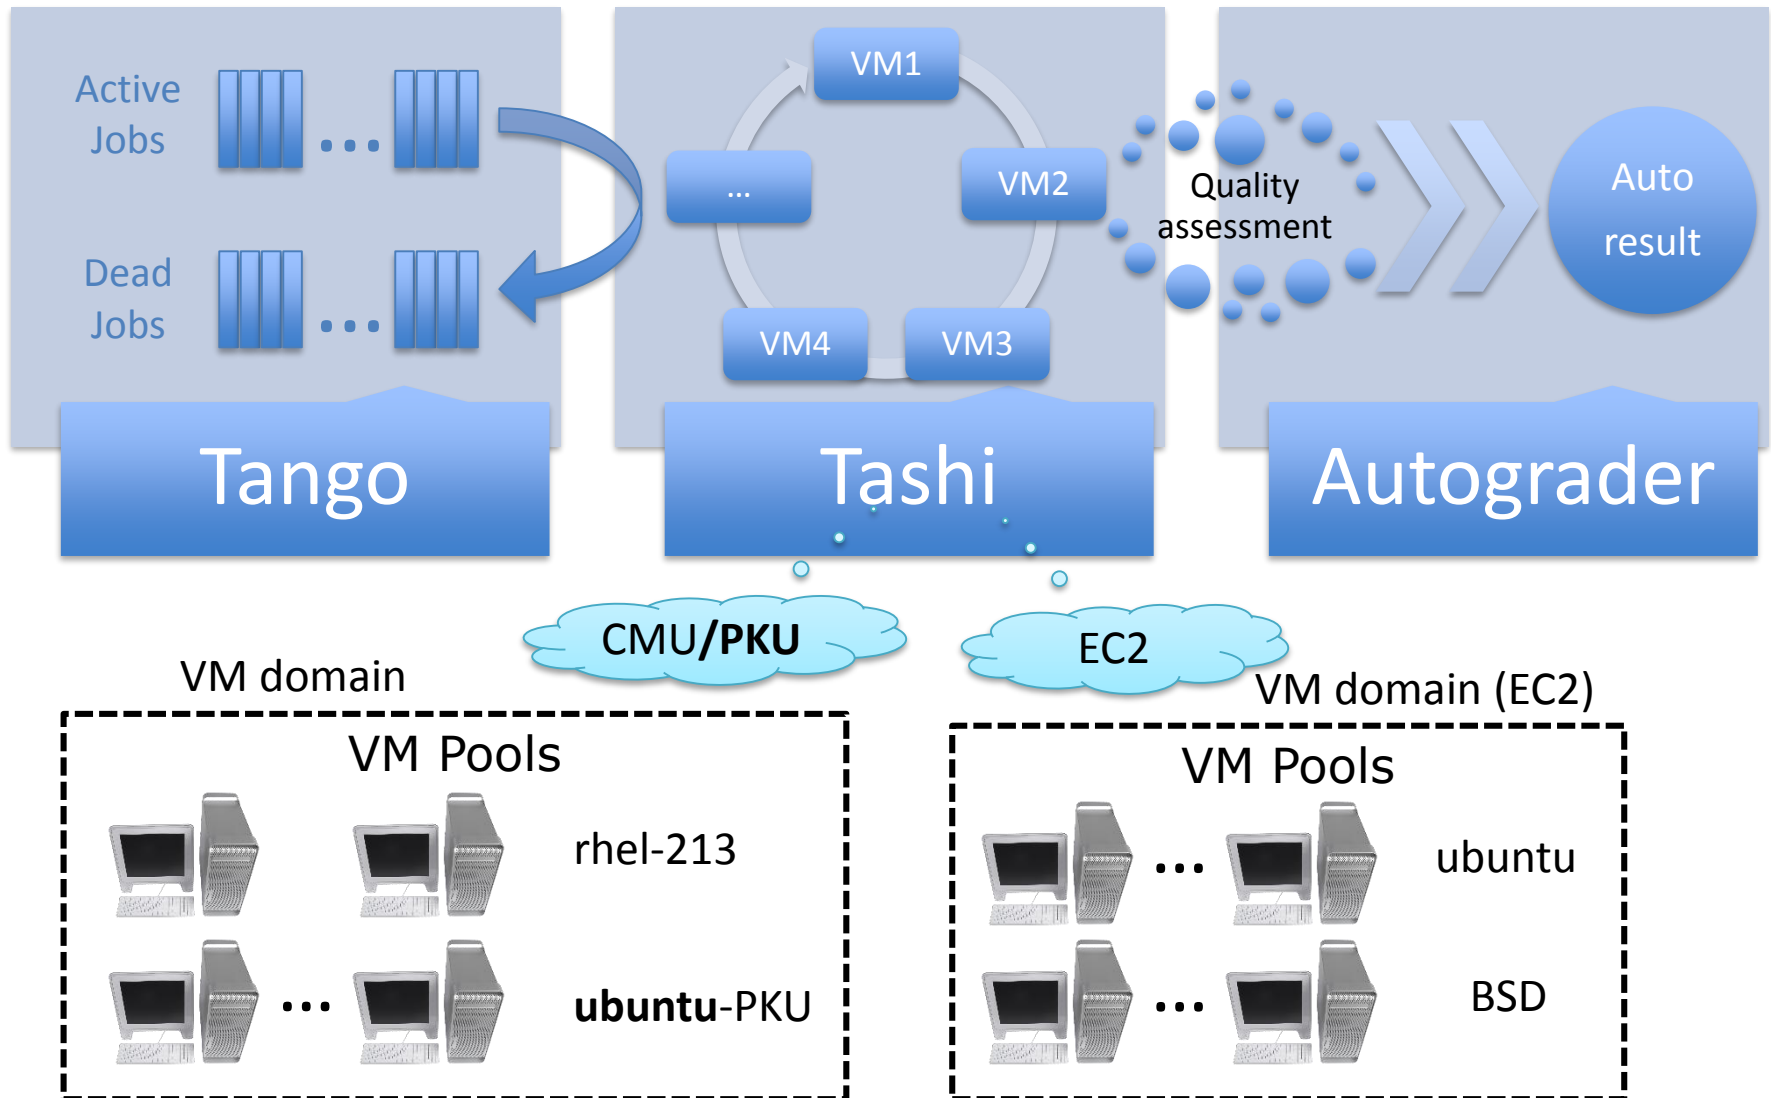 Active
Jobs
...
Dead
Jobs
...
VM1
VM2
VM3
VM4
...
Quality
assessment
Auto
result
Tango
Tashi
Autograder
CMU/PKU
EC2
VM domain
VM domain (EC2)
VM Pools
rhel-213
...
ubuntu-PKU
VM Pools
...
ubuntu
...
BSD